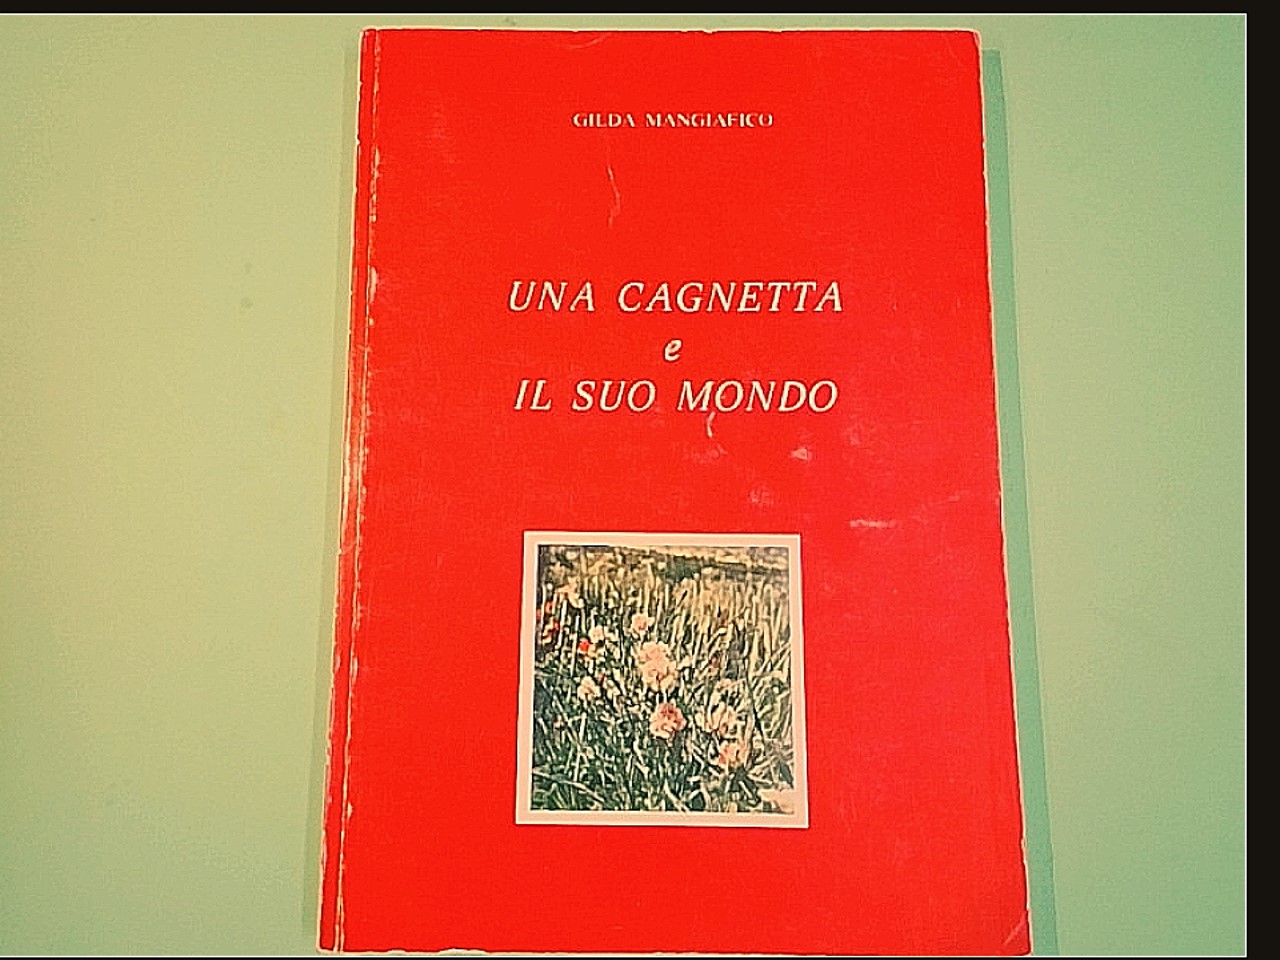 GILDA MANGIAFICO
UNA CAGNETTA
e
IL SUO MONDO